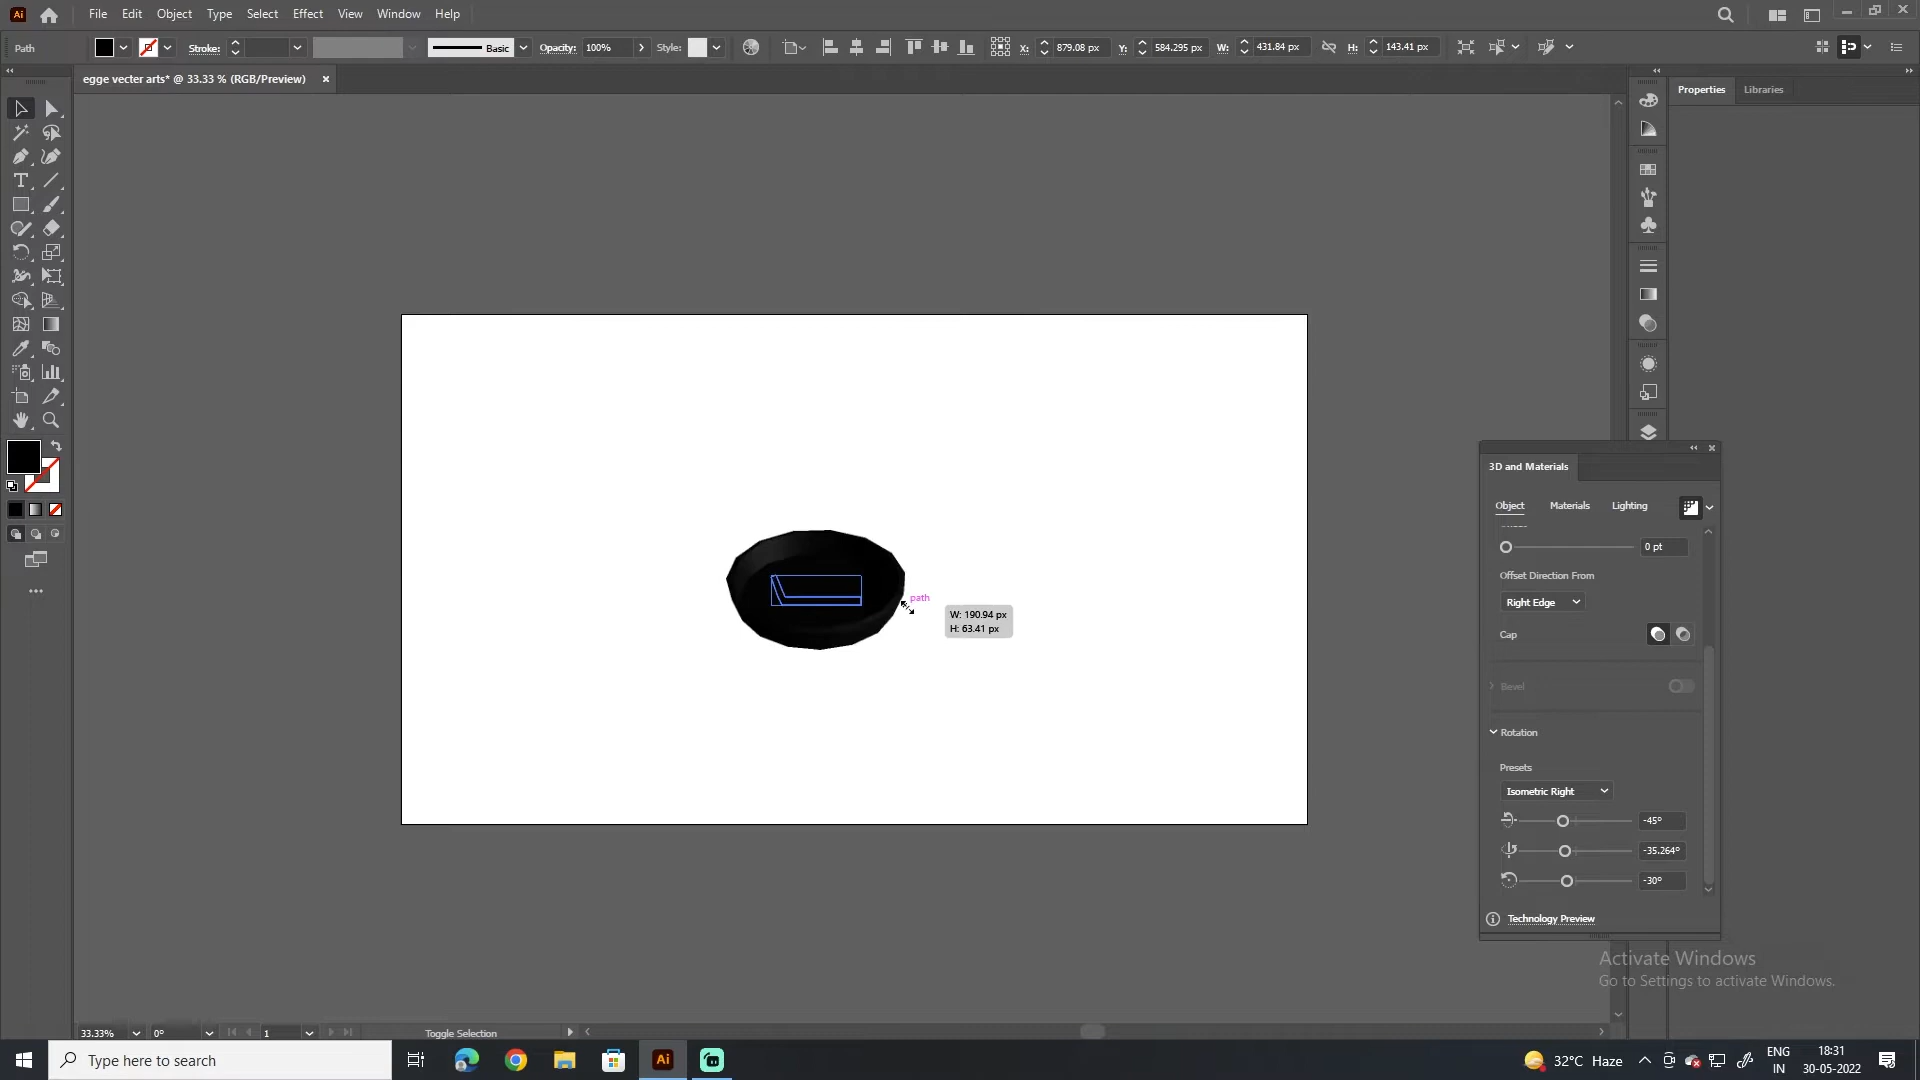 Ai File Edit Object Type Select Effect View Window Help
Path Stroke: Basic Opacity: 100% Style: X: 879.08 px Y: 584.295 px W: 431.84 px H: 143.41 px
egge vecter arts* @ 33.33 % (RGB/Preview) ×
Properties Libraries
path
W: 190.94 px
H: 63.41 px
3D and Materials
Object Materials Lighting
0 pt
Offset Direction From
Right Edge
Cap
Bevel
Rotation
Presets
Isometric Right
-45°
-35.264°
-30°
Technology Preview
Activate Windows
Go to Settings to activate Windows.
33.33% 0° 1 Toggle Selection
Type here to search
Ai
32°C Haze
ENG
IN
18:31
30-05-2022